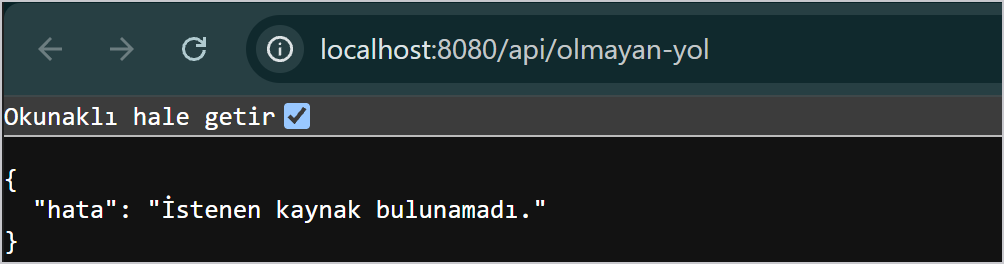 localhost:8080/api/olmayan-yol
Okunaklı hale getir
{
  "hata": "İstenen kaynak bulunamadı."
}